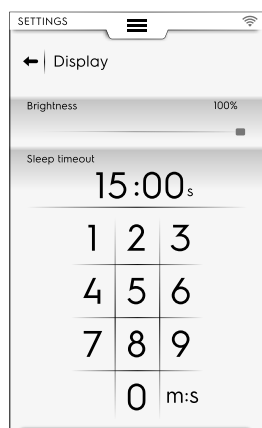 SETTINGS
Display
Brightness 100%
Sleep timeout
15:00s
1 2 3
4 5 6
7 8 9
0 m:s